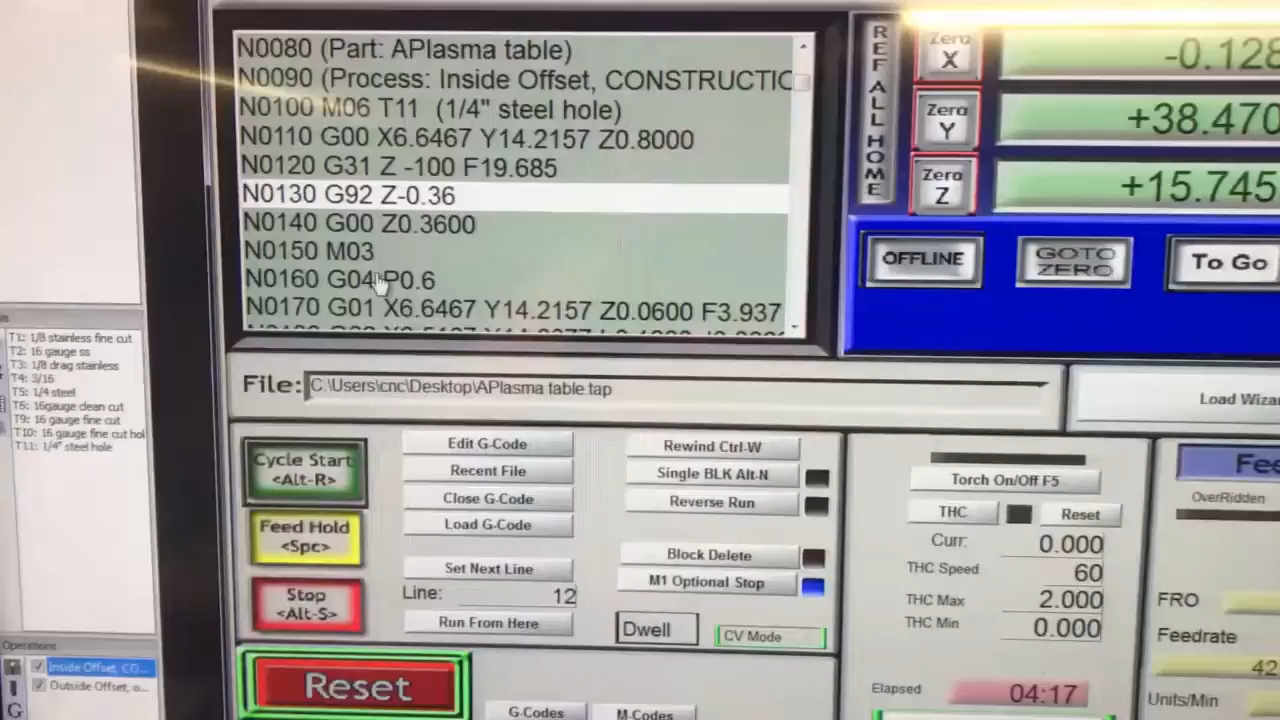 N0080 (Part: APlasma table)
N0090 (Process: Inside Offset, CONSTRUCTIC
N0100 M06 T11 (1/4" steel hole)
N0110 G00 X6.6467 Y14.2157 Z0.8000
N0120 G31 Z -100 F19.685
N0130 G92 Z-0.36
N0140 G00 Z0.3600
N0150 M03
N0160 G04 P0.6
N0170 G01 X6.6467 Y14.2157 Z0.0600 F3.937
REF ALL HOME
Zero X
-0.128
Zero Y
+38.470
Zero Z
+15.745
OFFLINE
GOTO ZERO
To Go
T1: 1/8 stainless fine cut
T2: 16 gauge ss
T3: 1/8 drag stainless
T4: 3/16
T5: 1/4 steel
T6: 16gauge clean cut
T9: 16 gauge fine cut
T10: 16 gauge fine cut hol
T11: 1/4" steel hole
File: C:\Users\cnc\Desktop\APlasma table.tap
Load Wiza
Cycle Start
<Alt-R>
Feed Hold
<Spc>
Stop
<Alt-S>
Edit G-Code
Recent File
Close G-Code
Load G-Code
Set Next Line
Line: 12
Run From Here
Rewind Ctrl-W
Single BLK Alt-N
Reverse Run
Block Delete
M1 Optional Stop
Dwell
CV Mode
Torch On/Off F5
THC
Reset
Curr: 0.000
THC Speed 60
THC Max 2.000
THC Min 0.000
Fee
OverRidden
FRO
Feedrate
42
Units/Min
Elapsed 04:17
Reset
G-Codes
M-Codes
Operations
Inside Offset, CO...
Outside Offset, o...
G